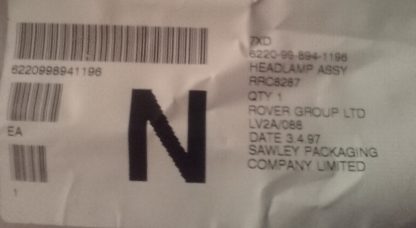 7XD
6220-99-894-1196
HEADLAMP ASSY
RRC8267
QTY 1
ROVER GROUP LTD
LV2A/088
DATE 3.4.97
SAWLEY PACKAGING
COMPANY LIMITED
6220998941196
EA
1
N